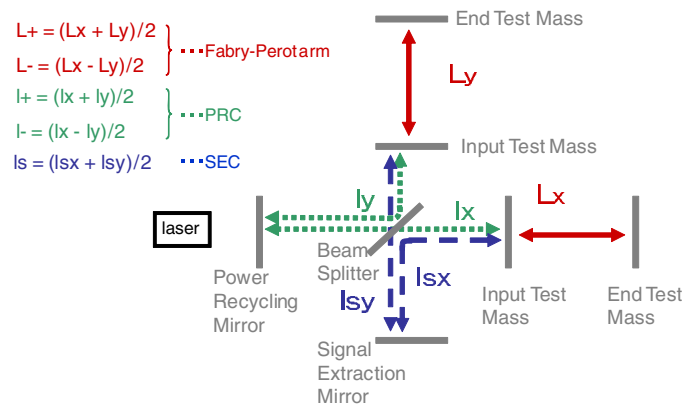 L+ = (Lx + Ly)/2
L- = (Lx - Ly)/2
Fabry-Perotarm
l+ = (lx + ly)/2
l- = (lx - ly)/2
PRC
ls = (lsx + lsy)/2
SEC
End Test Mass
Ly
Input Test Mass
ly
lx
Lx
laser
Beam
Splitter
lsx
lsy
Power
Recycling
Mirror
Input Test
Mass
End Test
Mass
Signal
Extraction
Mirror